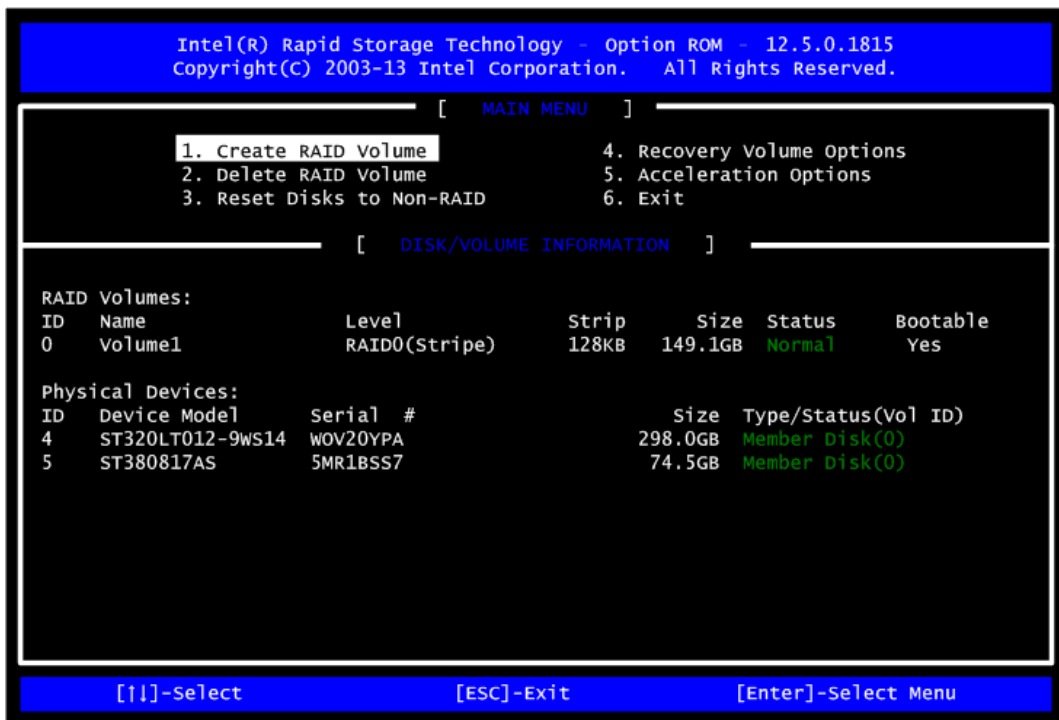 Intel(R) Rapid Storage Technology - Option ROM - 12.5.0.1815
Copyright(C) 2003-13 Intel Corporation. All Rights Reserved.
[ MAIN MENU ]
1. Create RAID Volume 4. Recovery Volume Options
2. Delete RAID Volume 5. Acceleration Options
3. Reset Disks to Non-RAID 6. Exit
[ DISK/VOLUME INFORMATION ]
RAID Volumes:
ID Name Level Strip Size Status Bootable
0 Volume1 RAID0(Stripe) 128KB 149.1GB Normal Yes
Physical Devices:
ID Device Model Serial # Size Type/Status(Vol ID)
4 ST320LT012-9WS14 W0V20YPA 298.0GB Member Disk(0)
5 ST380817AS 5MR1BSS7 74.5GB Member Disk(0)
[↑↓]-Select [ESC]-Exit [Enter]-Select Menu